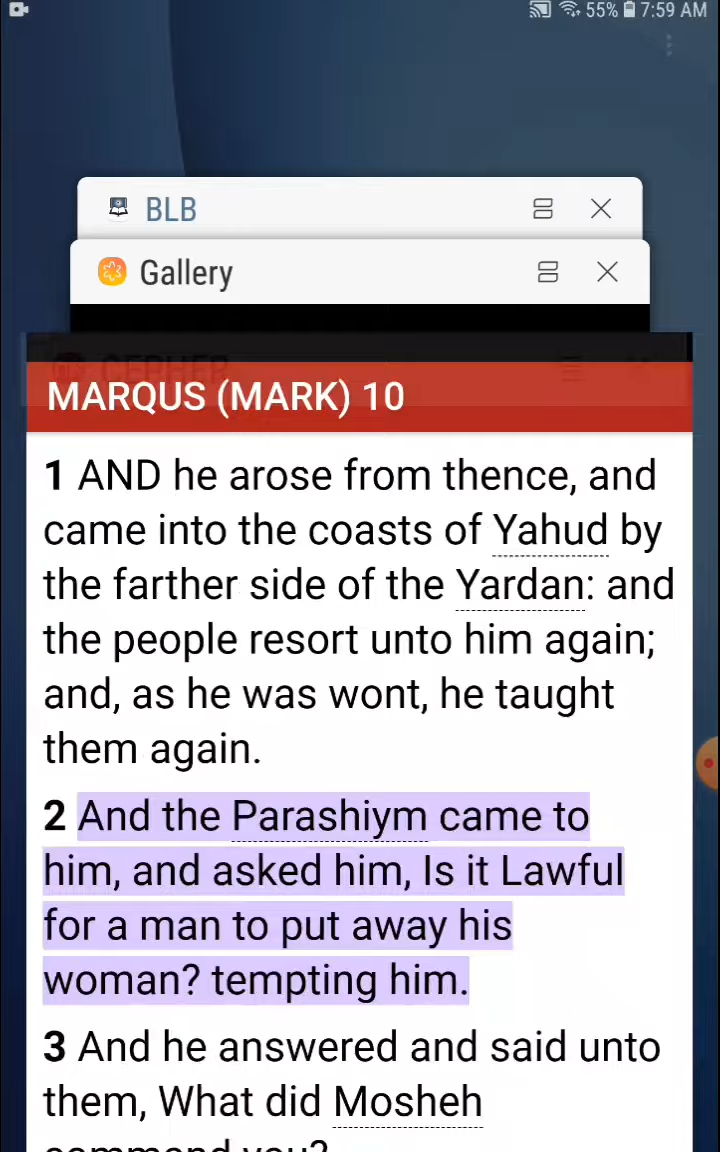 55% 7:59 AM
BLB
Gallery
CEPHER
MARQUS (MARK) 10
1 AND he arose from thence, and
came into the coasts of Yahud by
the farther side of the Yardan: and
the people resort unto him again;
and, as he was wont, he taught
them again.
2 And the Parashiym came to
him, and asked him, Is it Lawful
for a man to put away his
woman? tempting him.
3 And he answered and said unto
them, What did Mosheh
command you?